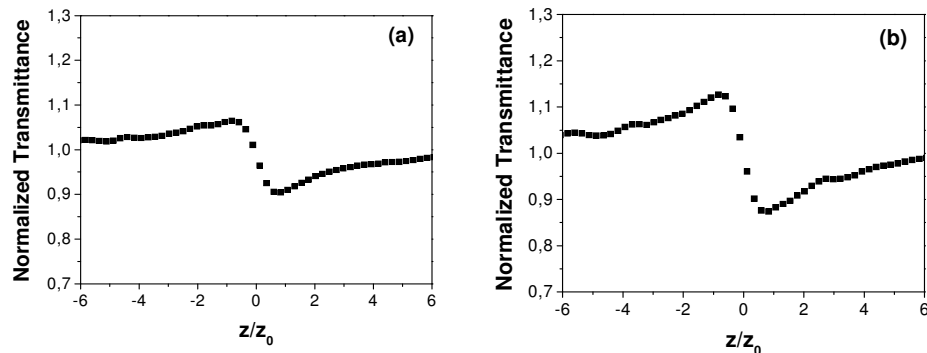 (a)
Normalized Transmittance
1,3
1,2
1,1
1,0
0,9
0,8
0,7
-6 -4 -2 0 2 4 6
z/z0
(b)
Normalized Transmittance
1,3
1,2
1,1
1,0
0,9
0,8
0,7
-6 -4 -2 0 2 4 6
z/z0